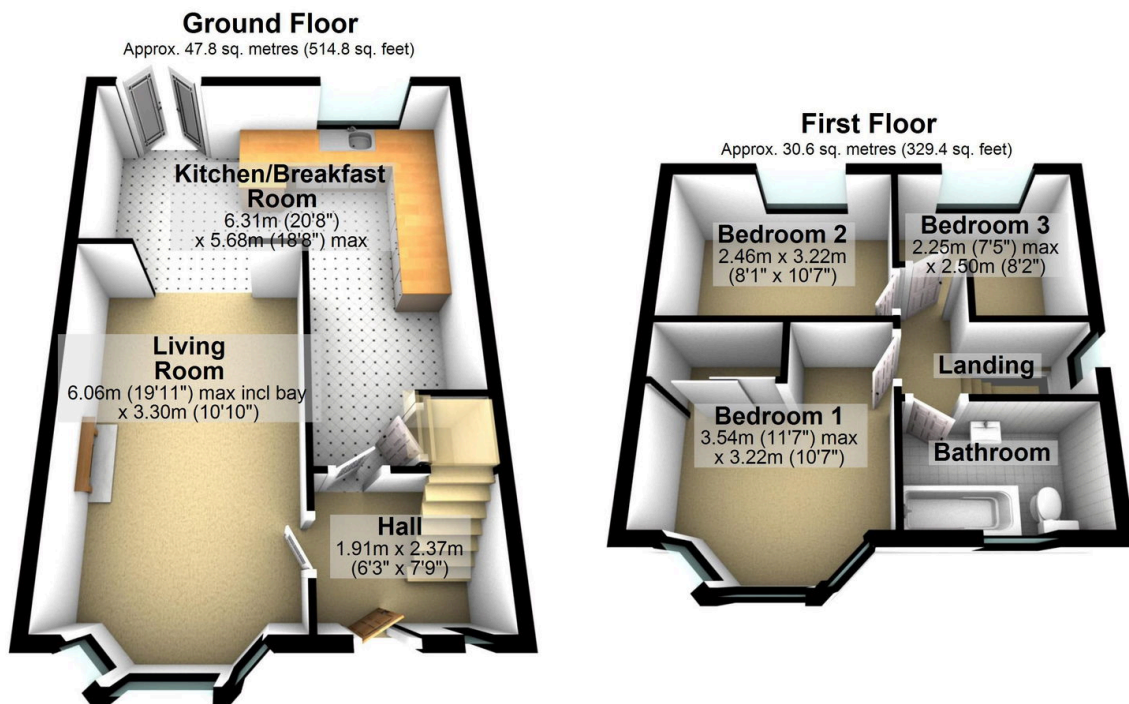 Ground Floor
Approx. 47.8 sq. metres (514.8 sq. feet)
Kitchen/Breakfast
Room
6.31m (20'8")
x 5.68m (18'8") max
Living
Room
6.06m (19'11") max incl bay
x 3.30m (10'10")
Hall
1.91m x 2.37m
(6'3" x 7'9")
First Floor
Approx. 30.6 sq. metres (329.4 sq. feet)
Bedroom 2
2.46m x 3.22m
(8'1" x 10'7")
Bedroom 3
2.25m (7'5") max
x 2.50m (8'2")
Landing
Bedroom 1
3.54m (11'7") max
x 3.22m (10'7")
Bathroom